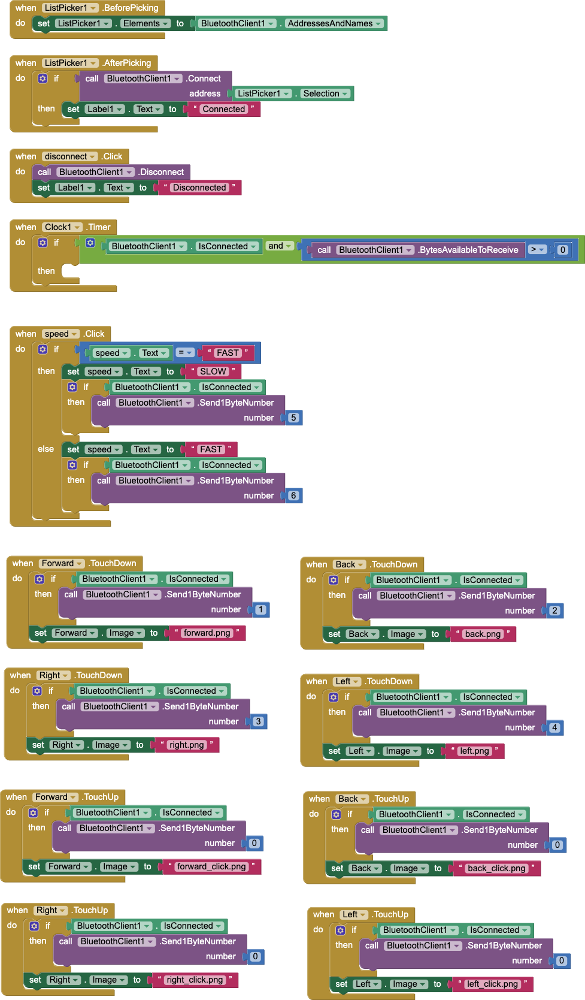 when ListPicker1 .BeforePicking
do set ListPicker1 . Elements to BluetoothClient1 . AddressesAndNames
when ListPicker1 .AfterPicking
do if call BluetoothClient1 .Connect
address ListPicker1 . Selection
then set Label1 . Text to “ Connected ”
when disconnect .Click
do call BluetoothClient1 .Disconnect
set Label1 . Text to “ Disconnected ”
when Clock1 .Timer
do if BluetoothClient1 . IsConnected and call BluetoothClient1 .BytesAvailableToReceive > 0
then
when speed .Click
do if speed . Text = “ FAST ”
then set speed . Text to “ SLOW ”
if BluetoothClient1 . IsConnected
then call BluetoothClient1 .Send1ByteNumber
number 5
else set speed . Text to “ FAST ”
if BluetoothClient1 . IsConnected
then call BluetoothClient1 .Send1ByteNumber
number 6
when Forward .TouchDown
do if BluetoothClient1 . IsConnected
then call BluetoothClient1 .Send1ByteNumber
number 1
set Forward . Image to “ forward.png ”
when Back .TouchDown
do if BluetoothClient1 . IsConnected
then call BluetoothClient1 .Send1ByteNumber
number 2
set Back . Image to “ back.png ”
when Right .TouchDown
do if BluetoothClient1 . IsConnected
then call BluetoothClient1 .Send1ByteNumber
number 3
set Right . Image to “ right.png ”
when Left .TouchDown
do if BluetoothClient1 . IsConnected
then call BluetoothClient1 .Send1ByteNumber
number 4
set Left . Image to “ left.png ”
when Forward .TouchUp
do if BluetoothClient1 . IsConnected
then call BluetoothClient1 .Send1ByteNumber
number 0
set Forward . Image to “ forward_click.png ”
when Back .TouchUp
do if BluetoothClient1 . IsConnected
then call BluetoothClient1 .Send1ByteNumber
number 0
set Back . Image to “ back_click.png ”
when Right .TouchUp
do if BluetoothClient1 . IsConnected
then call BluetoothClient1 .Send1ByteNumber
number 0
set Right . Image to “ right_click.png ”
when Left .TouchUp
do if BluetoothClient1 . IsConnected
then call BluetoothClient1 .Send1ByteNumber
number 0
set Left . Image to “ left_click.png ”